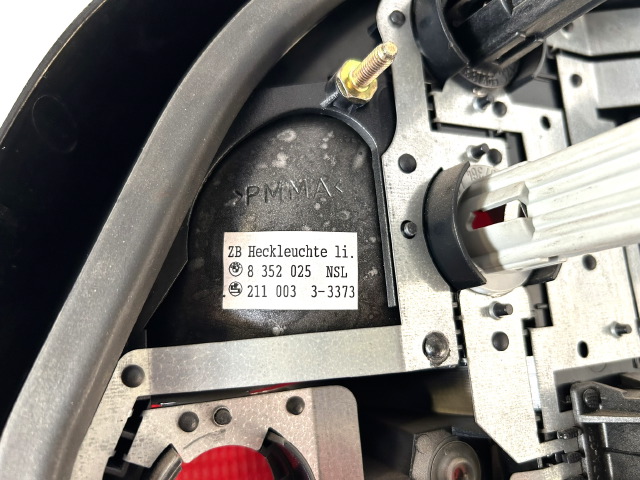 >PMMA<
ZB Heckleuchte li.
8 352 025 NSL
211 003 3-3373